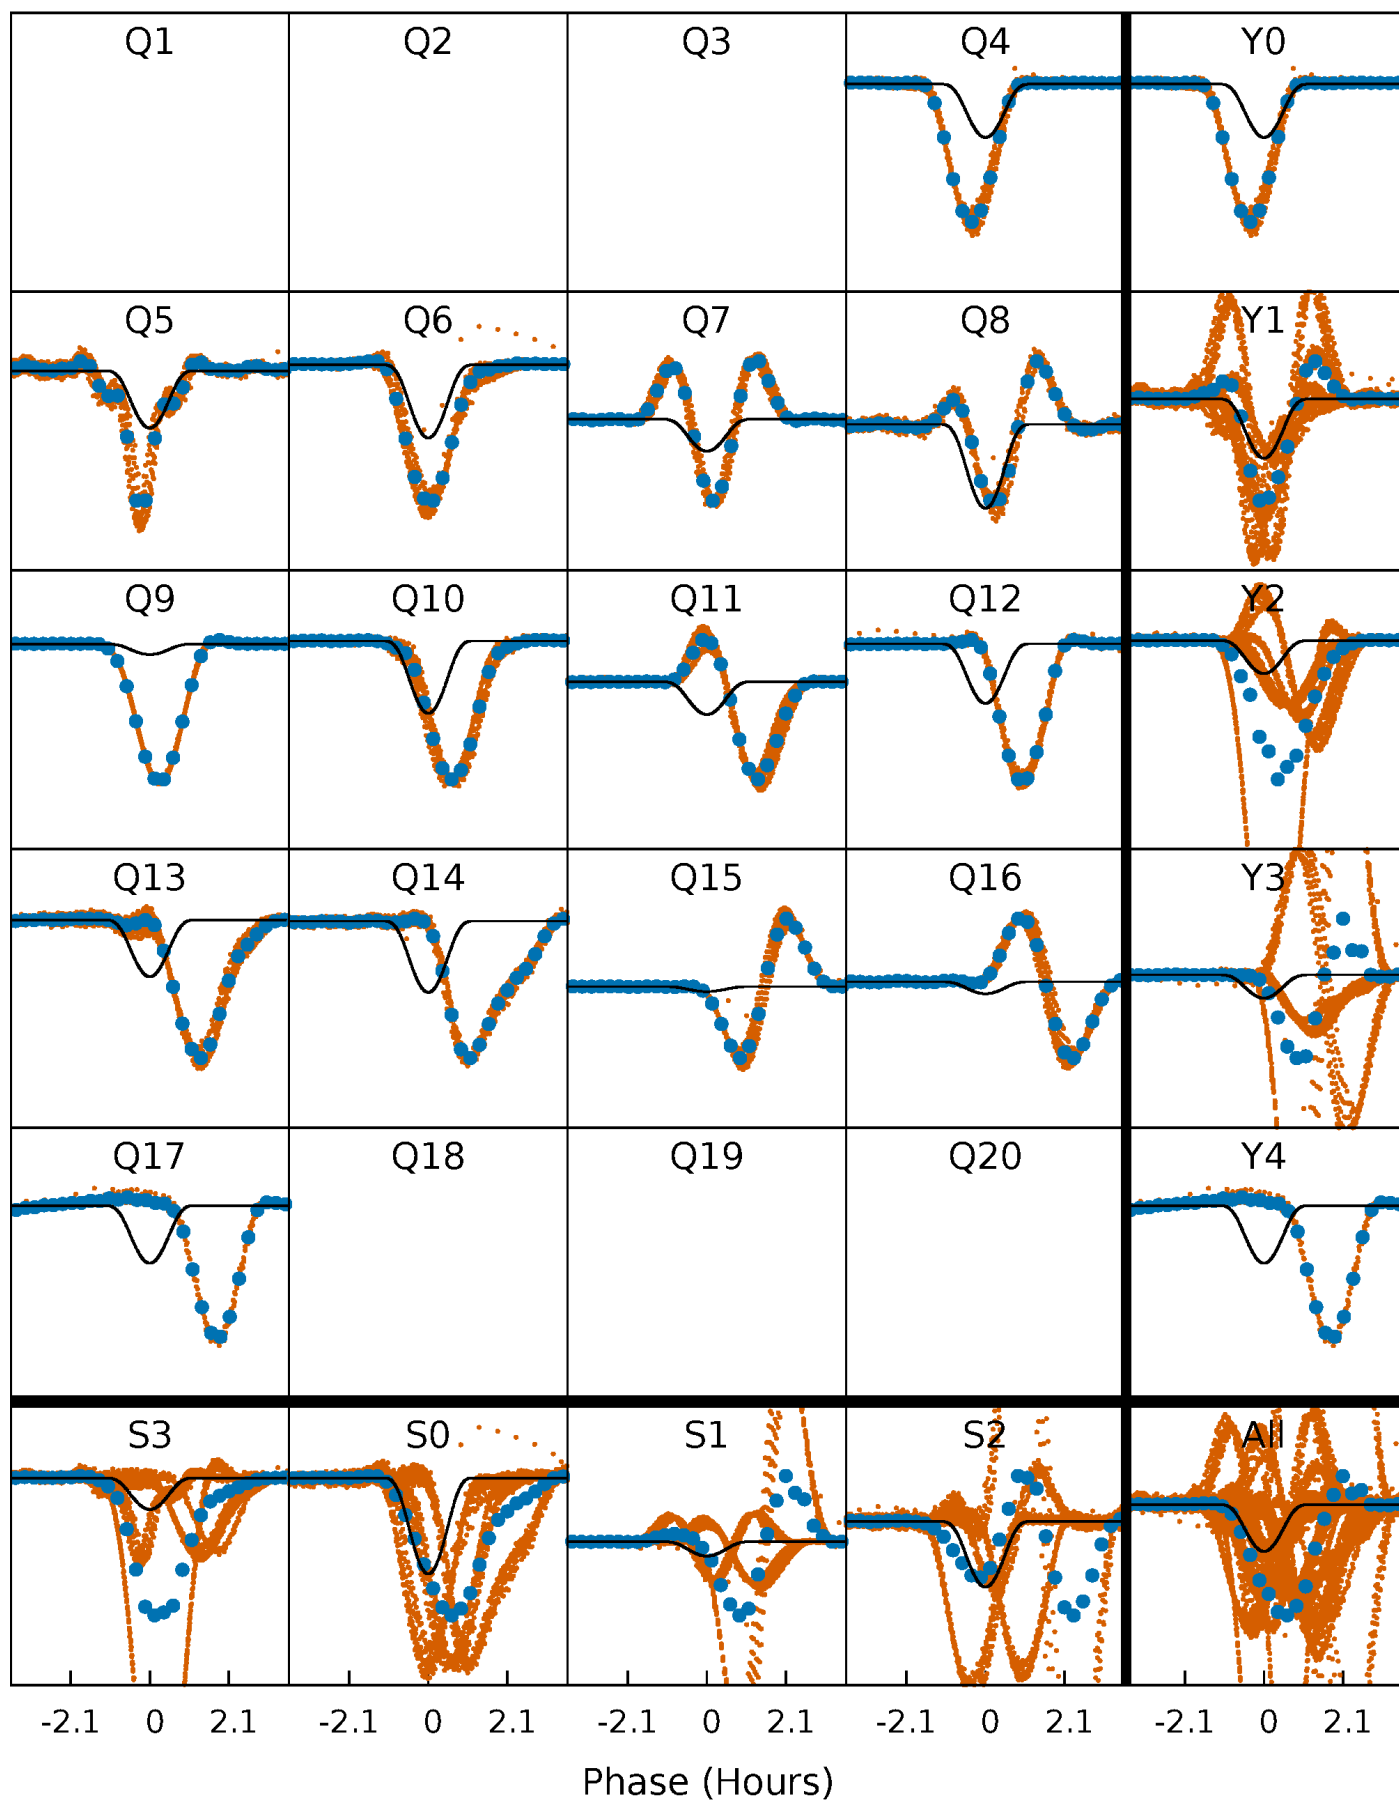 Q1 Q2 Q3 Q4 Y0
Q5 Q6 Q7 Q8 Y1
Q9 Q10 Q11 Q12 Y2
Q13 Q14 Q15 Q16 Y3
Q17 Q18 Q19 Q20 Y4
S3 S0 S1 S2 All
-2.1 0 2.1 -2.1 0 2.1 -2.1 0 2.1 -2.1 0 2.1 -2.1 0 2.1
Phase (Hours)